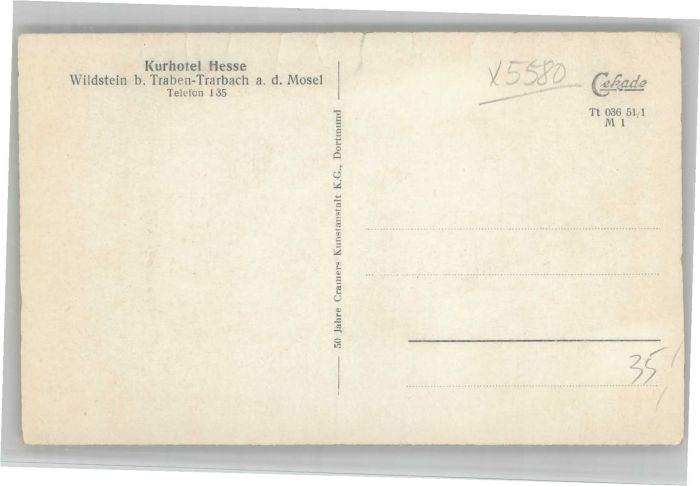 Kurhotel Hesse
Wildstein b. Traben-Trarbach a. d. Mosel
Telefon 135
50 Jahre Cramers Kunstanstalt K.G., Dortmund
X5580
Cekade
Tt 036 51/1
M 1
35